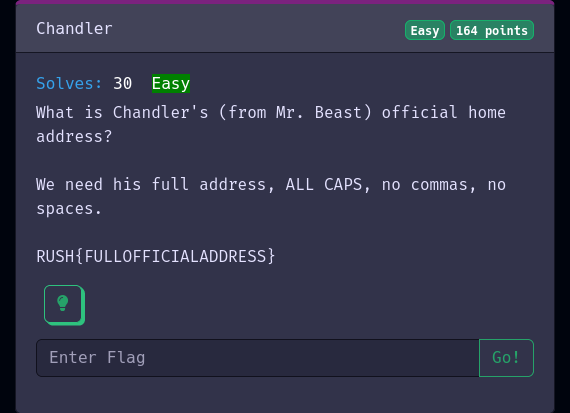 Chandler
Easy 164 points
Solves: 30 Easy
What is Chandler's (from Mr. Beast) official home
address?
We need his full address, ALL CAPS, no commas, no
spaces.
RUSH{FULLOFFICIALADDRESS}
Enter Flag Go!